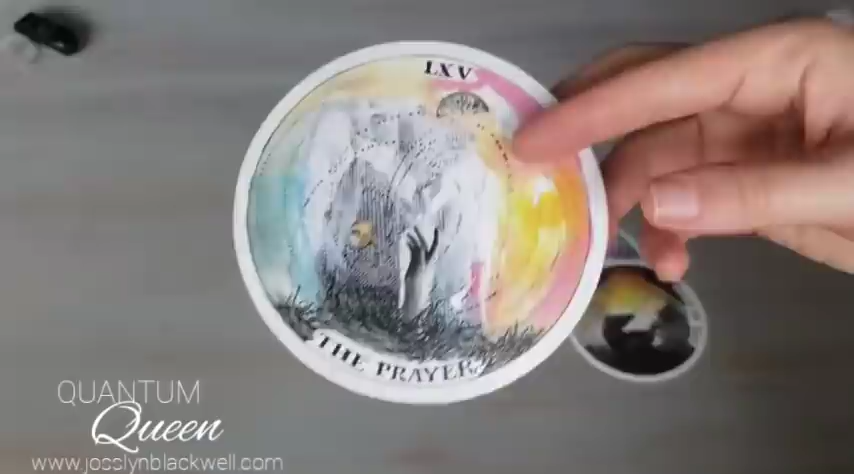 LXV
THE PRAYER
QUANTUM
Queen
www.josslynblackwell.com